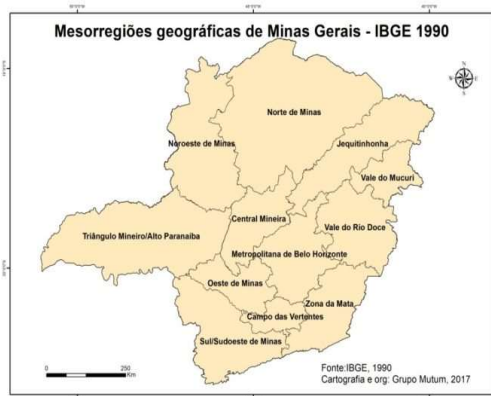 Mesorregiões geográficas de Minas Gerais - IBGE 1990
N
Norte de Minas
Noroeste de Minas
Jequitinhonha
Vale do Mucuri
Central Mineira
Vale do Rio Doce
Triângulo Mineiro/Alto Paranaíba
Metropolitana de Belo Horizonte
Oeste de Minas
Zona da Mata
Campo das Vertentes
Sul/Sudoeste de Minas
0 250
Km
Fonte:IBGE, 1990
Cartografia e org: Grupo Mutum, 2017